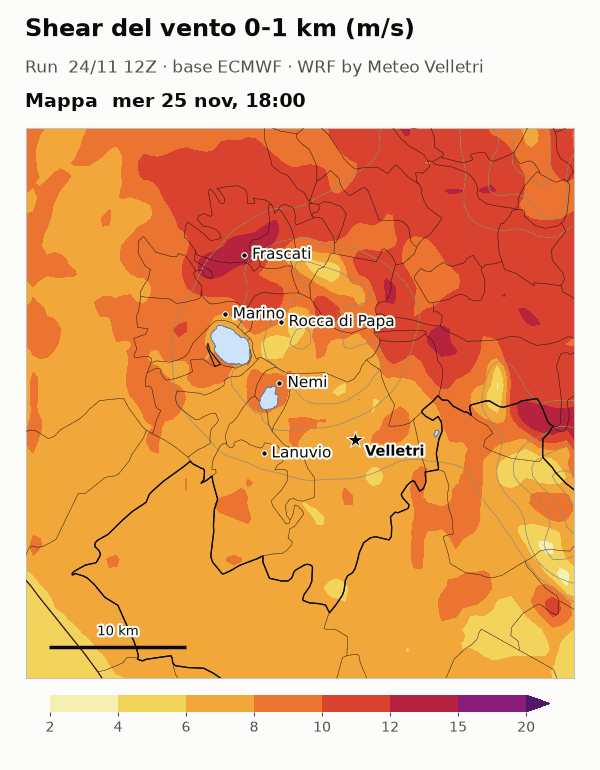 Shear del vento 0-1 km (m/s)
Run  24/11 12Z · base ECMWF · WRF by Meteo Velletri
Mappa  mer 25 nov, 18:00
Frascati
Marino
Rocca di Papa
Nemi
Velletri
Lanuvio
10 km
2 4 6 8 10 12 15 20